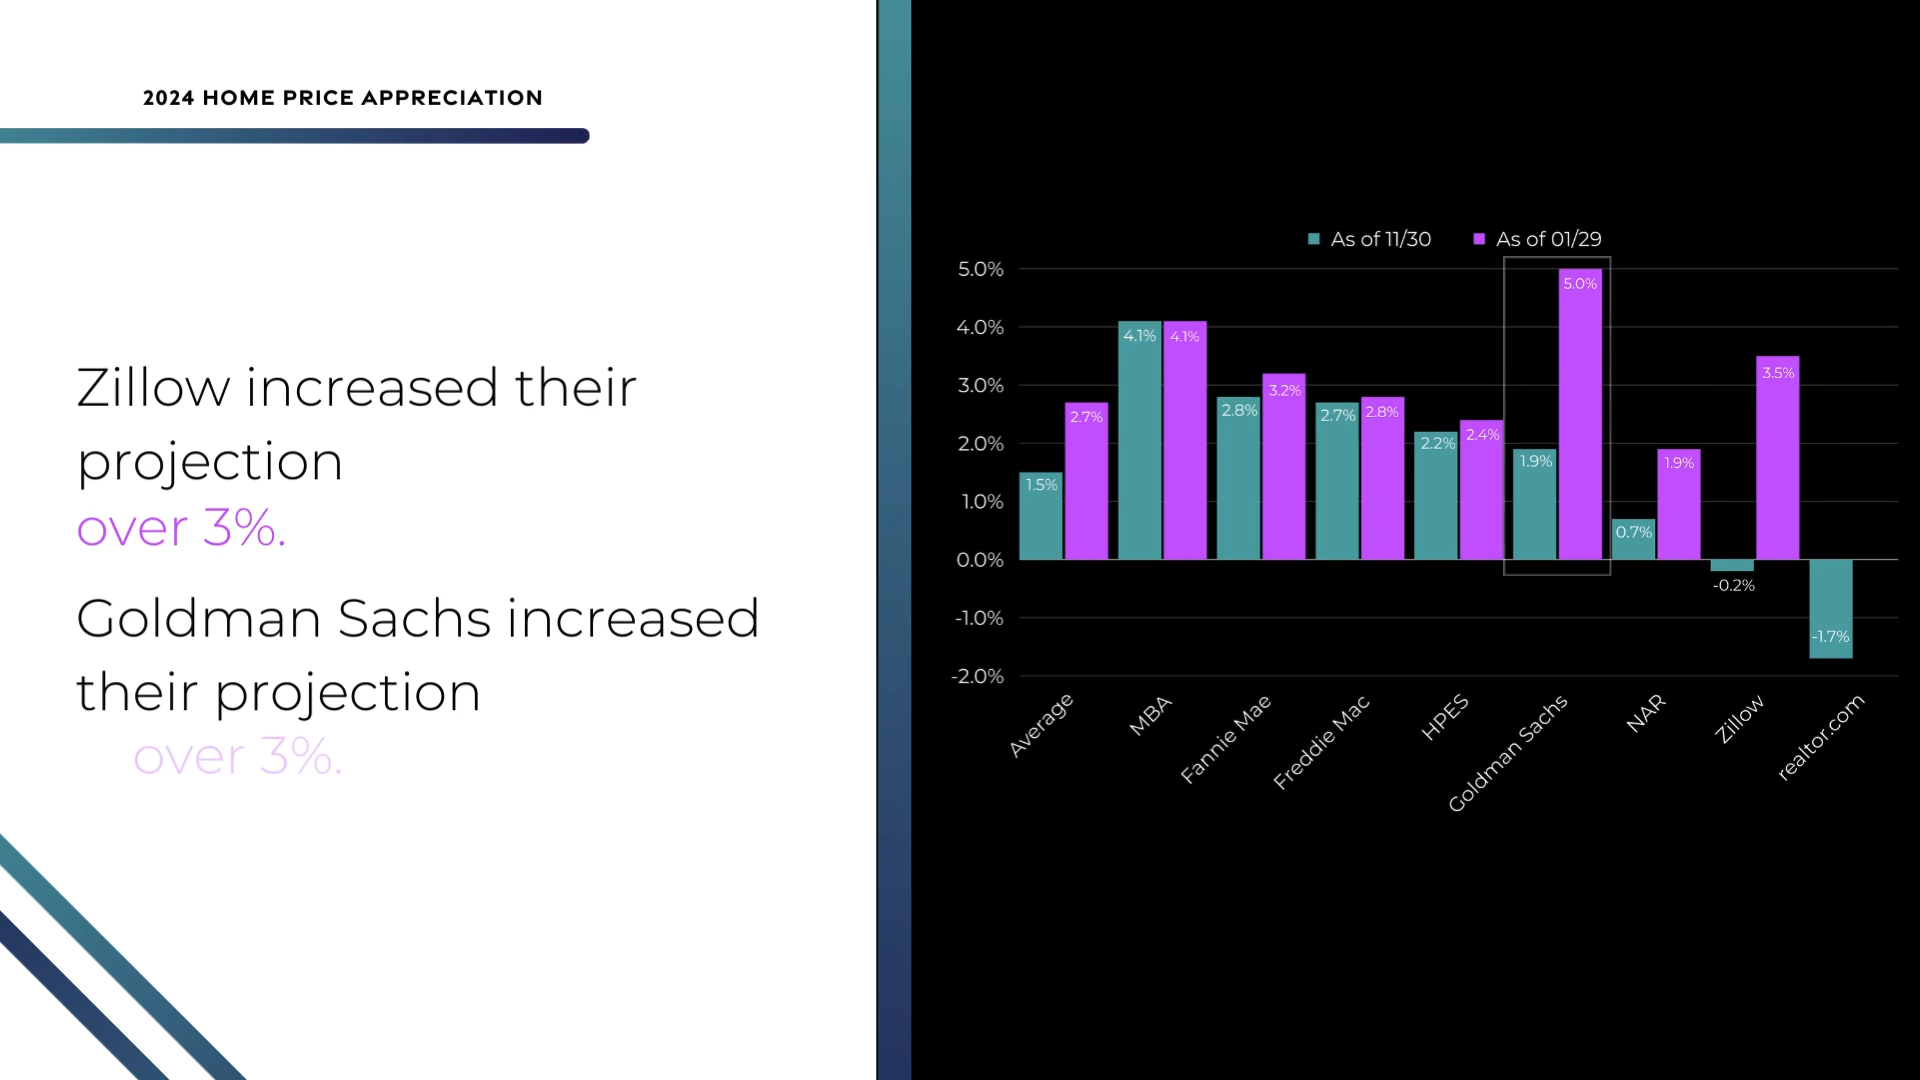 2024 HOME PRICE APPRECIATION
Zillow increased their
projection
over 3%.
Goldman Sachs increased
their projection
over 3%.
As of 11/30
As of 01/29
5.0%
4.0%
3.0%
2.0%
1.0%
0.0%
-1.0%
-2.0%
1.5%
2.7%
4.1%
4.1%
2.8%
3.2%
2.7%
2.8%
2.2%
2.4%
1.9%
5.0%
0.7%
1.9%
-0.2%
3.5%
-1.7%
Average
MBA
Fannie Mae
Freddie Mac
HPES
Goldman Sachs
NAR
Zillow
realtor.com